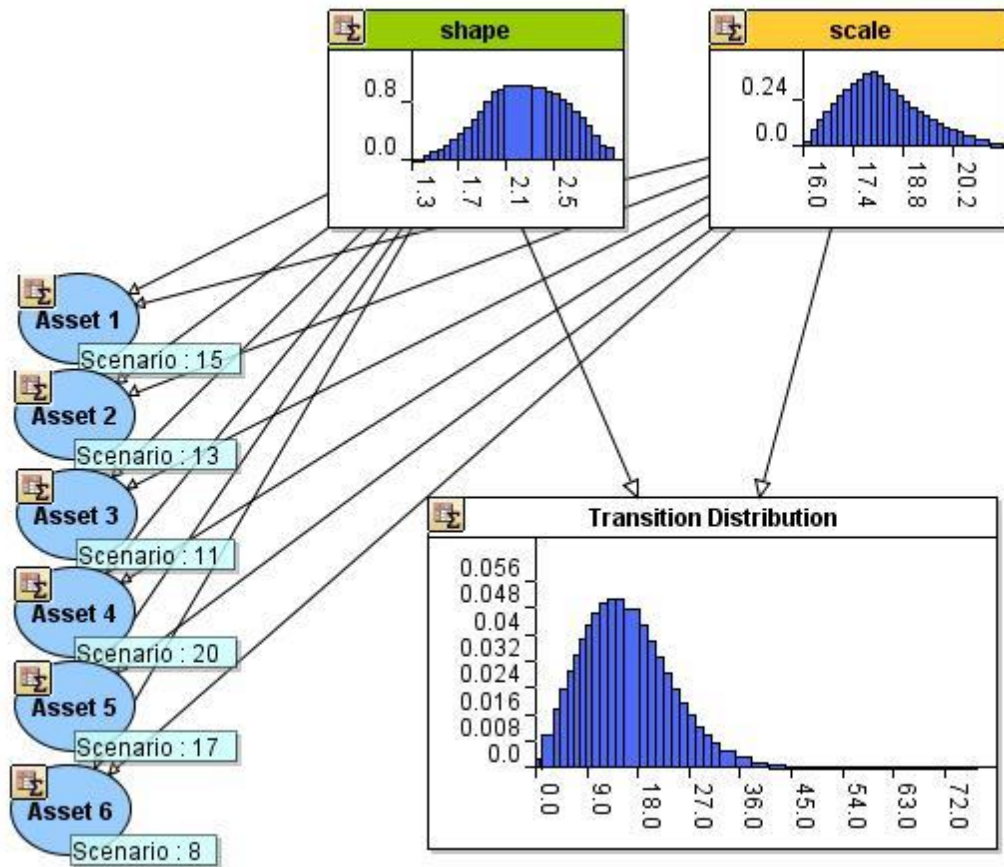 shape
0.8
0.0
1.3
1.7
2.1
2.5
scale
0.24
0.0
16.0
17.4
18.8
20.2
Asset 1
Scenario : 15
Asset 2
Scenario : 13
Asset 3
Scenario : 11
Asset 4
Scenario : 20
Asset 5
Scenario : 17
Asset 6
Scenario : 8
Transition Distribution
0.056
0.048
0.04
0.032
0.024
0.016
0.008
0.0
0.0
9.0
18.0
27.0
36.0
45.0
54.0
63.0
72.0